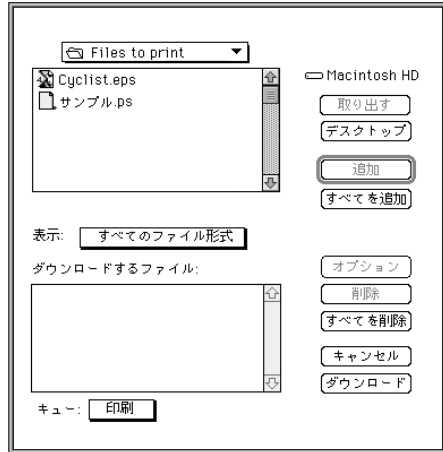 Files to print
Cyclist.eps
サンプル.ps
Macintosh HD
取り出す
デスクトップ
追加
すべてを追加
表示: すべてのファイル形式
ダウンロードするファイル:
オプション
削除
すべてを削除
キャンセル
ダウンロード
キュー: 印刷